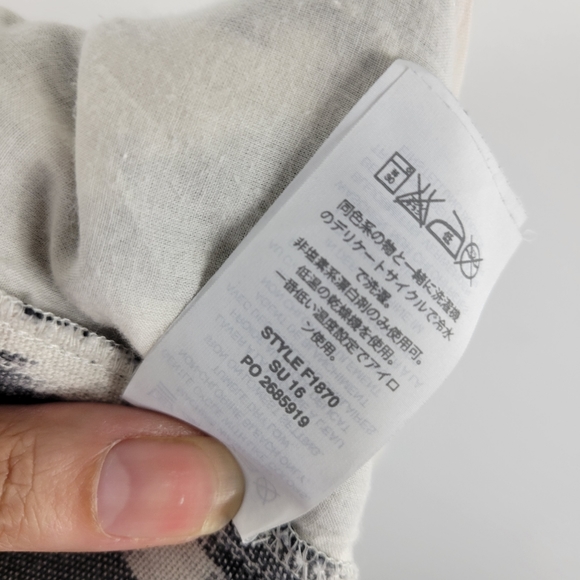 同色系の物と一緒に洗濯機
のデリケートサイクルで冷水
で洗濯。
非塩素系漂白剤のみ使用可。
低温の乾燥機を使用。
一番低い温度設定でアイロ
ン使用。
STYLE F1870
SU 16
PO 2685919